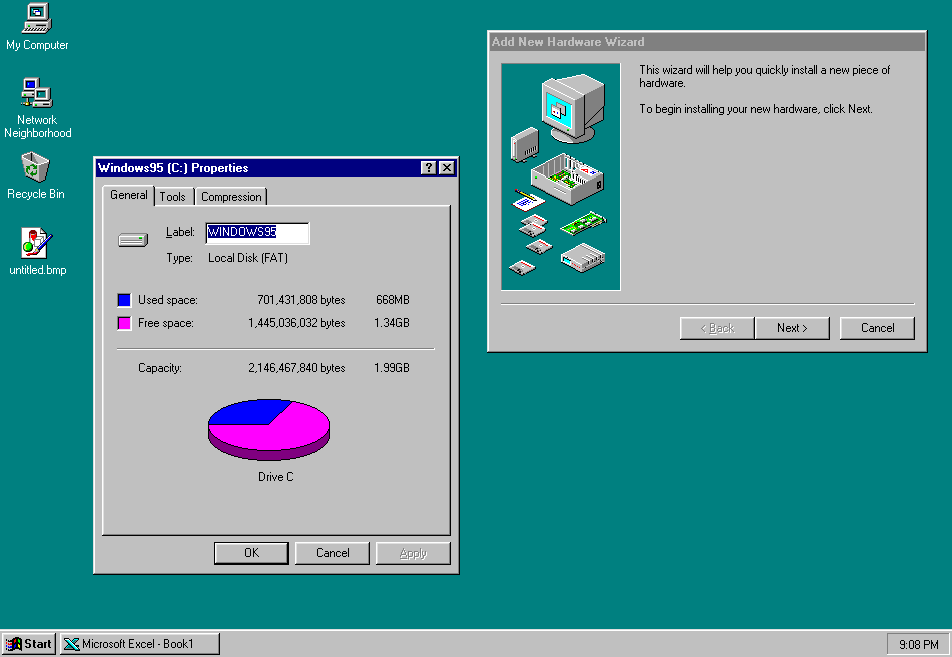 My Computer
Network
Neighborhood
Recycle Bin
untitled.bmp
Windows95 (C:) Properties
General Tools Compression
Label: WINDOWS95
Type: Local Disk (FAT)
Used space: 701,431,808 bytes 668MB
Free space: 1,445,036,032 bytes 1.34GB
Capacity: 2,146,467,840 bytes 1.99GB
Drive C
OK Cancel Apply
Add New Hardware Wizard
This wizard will help you quickly install a new piece of
hardware.
To begin installing your new hardware, click Next.
< Back Next > Cancel
Start Microsoft Excel - Book1 9:08 PM